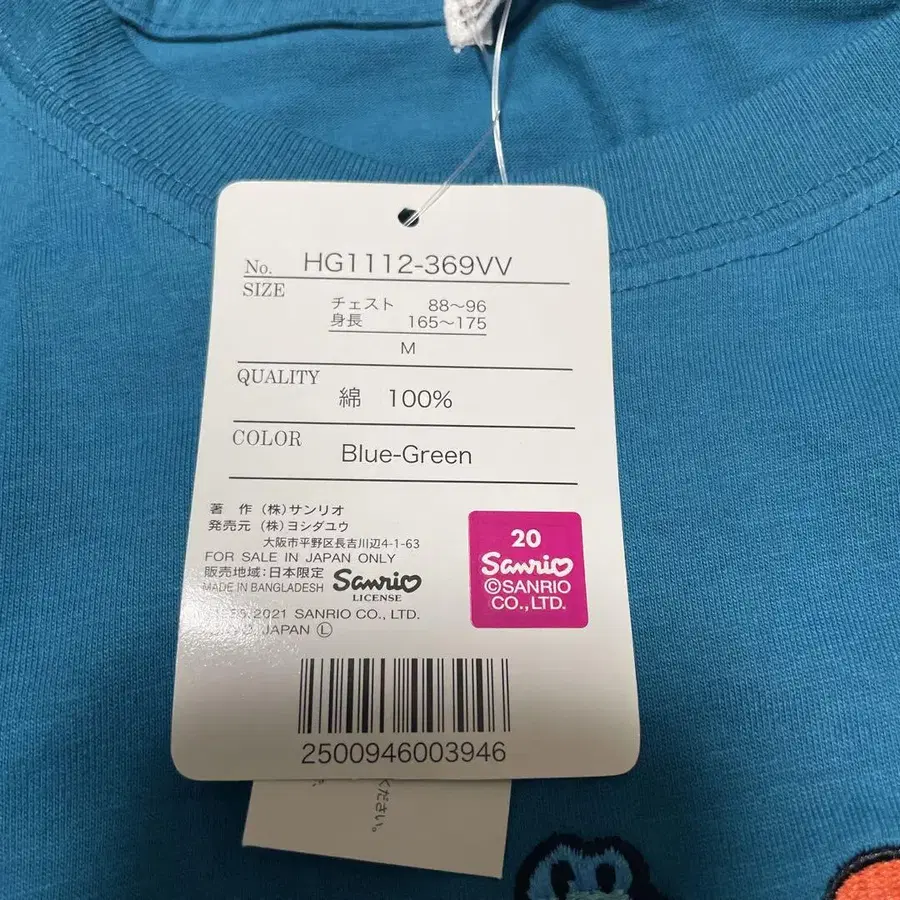 No. HG1112-369VV
SIZE
チェスト 88〜96
身長 165〜175
M
QUALITY
綿 100%
COLOR
Blue-Green
著 作 (株)サンリオ
発売元 (株)ヨシダユウ
大阪市平野区長吉川辺4-1-63
FOR SALE IN JAPAN ONLY
販売地域:日本限定
MADE IN BANGLADESH
Sanrio
LICENSE
2021 SANRIO CO., LTD.
JAPAN Ⓛ
20
Sanrio
©SANRIO
CO., LTD.
2500946003946
ください。